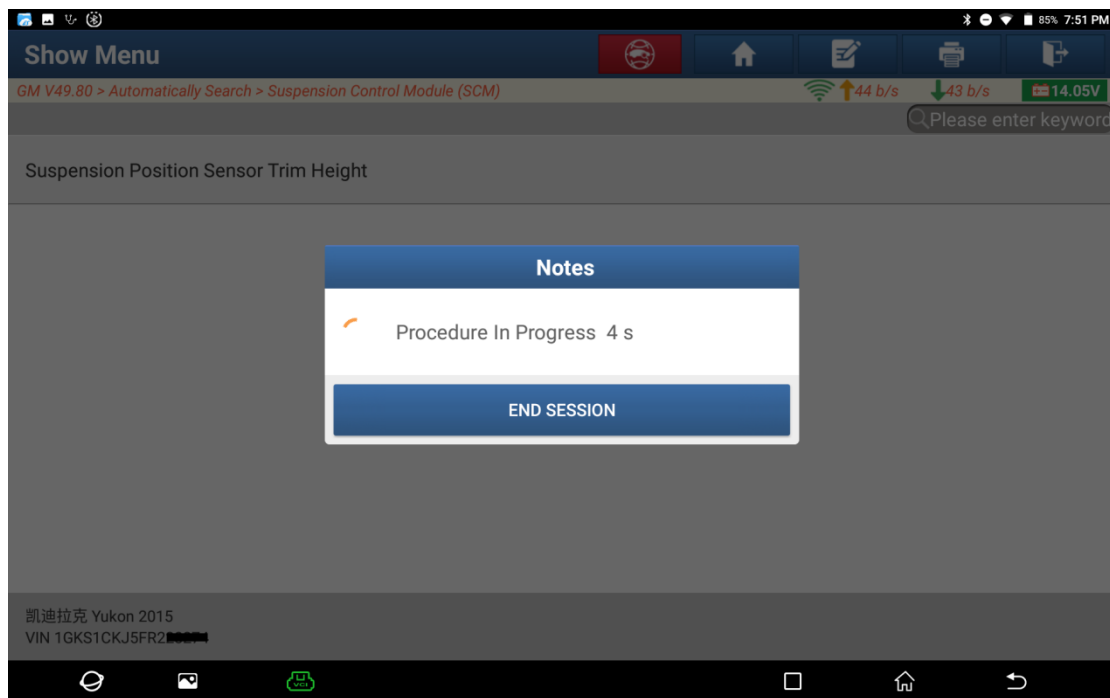 85% 7:51 PM
Show Menu
GM V49.80 > Automatically Search > Suspension Control Module (SCM)
44 b/s
43 b/s
14.05V
Please enter keyword
Suspension Position Sensor Trim Height
Notes
Procedure In Progress 4 s
END SESSION
凯迪拉克 Yukon 2015
VIN 1GKS1CKJ5FR2
VCI